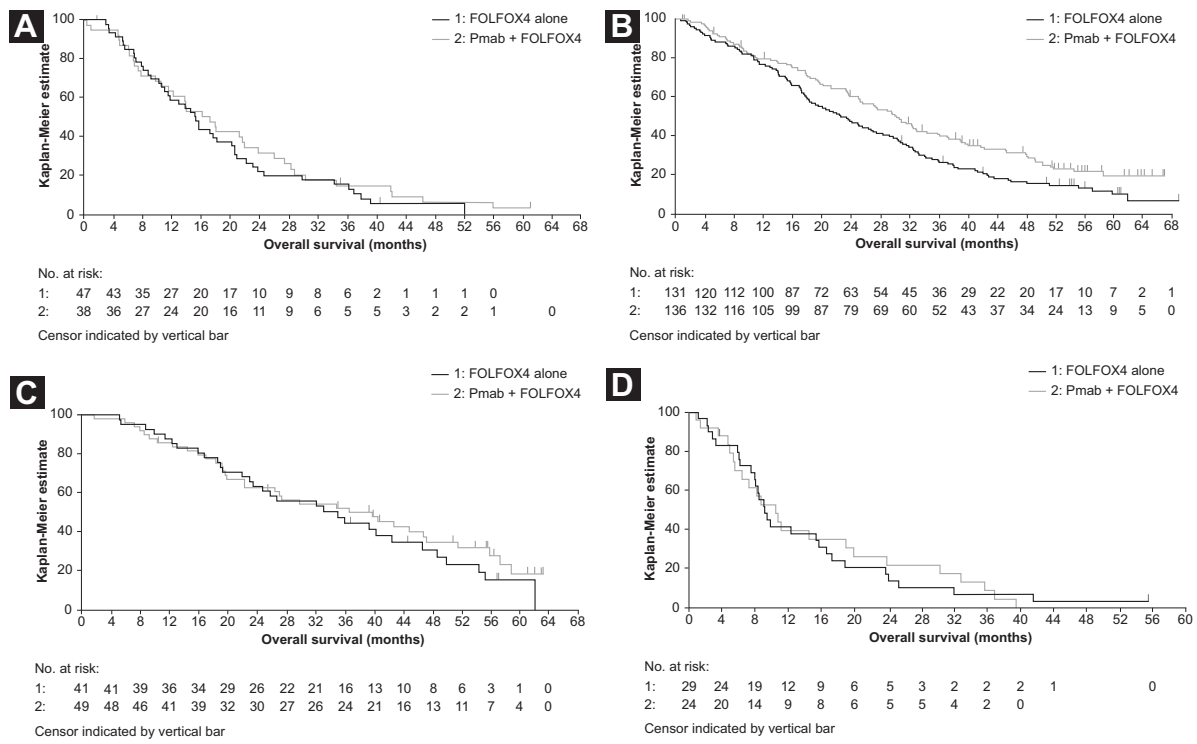 A
1: FOLFOX4 alone
2: Pmab + FOLFOX4
Kaplan-Meier estimate
100
80
60
40
20
0
0 4 8 12 16 20 24 28 32 36 40 44 48 52 56 60 64 68
Overall survival (months)
No. at risk:
1: 47 43 35 27 20 17 10 9 8 6 2 1 1 1 0
2: 38 36 27 24 20 16 11 9 6 5 5 3 2 2 1 0
Censor indicated by vertical bar
B
1: FOLFOX4 alone
2: Pmab + FOLFOX4
Kaplan-Meier estimate
100
80
60
40
20
0
0 4 8 12 16 20 24 28 32 36 40 44 48 52 56 60 64 68
Overall survival (months)
No. at risk:
1: 131 120 112 100 87 72 63 54 45 36 29 22 20 17 10 7 2 1
2: 136 132 116 105 99 87 79 69 60 52 43 37 34 24 13 9 5 0
Censor indicated by vertical bar
C
1: FOLFOX4 alone
2: Pmab + FOLFOX4
Kaplan-Meier estimate
100
80
60
40
20
0
0 4 8 12 16 20 24 28 32 36 40 44 48 52 56 60 64 68
Overall survival (months)
No. at risk:
1: 41 41 39 36 34 29 26 22 21 16 13 10 8 6 3 1 0
2: 49 48 46 41 39 32 30 27 26 24 21 16 13 11 7 4 0
Censor indicated by vertical bar
D
1: FOLFOX4 alone
2: Pmab + FOLFOX4
Kaplan-Meier estimate
100
80
60
40
20
0
0 4 8 12 16 20 24 28 32 36 40 44 48 52 56 60
Overall survival (months)
No. at risk:
1: 29 24 19 12 9 6 5 3 2 2 2 1 0
2: 24 20 14 9 8 6 5 5 4 2 0
Censor indicated by vertical bar